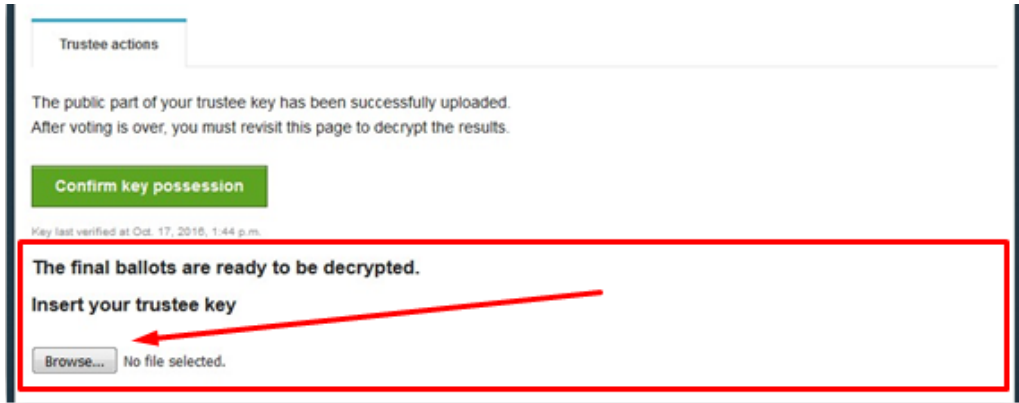 Trustee actions
The public part of your trustee key has been successfully uploaded.
After voting is over, you must revisit this page to decrypt the results.
Confirm key possession
Key last verified at Oct. 17, 2016, 1:44 p.m.
The final ballots are ready to be decrypted.
Insert your trustee key
Browse... No file selected.